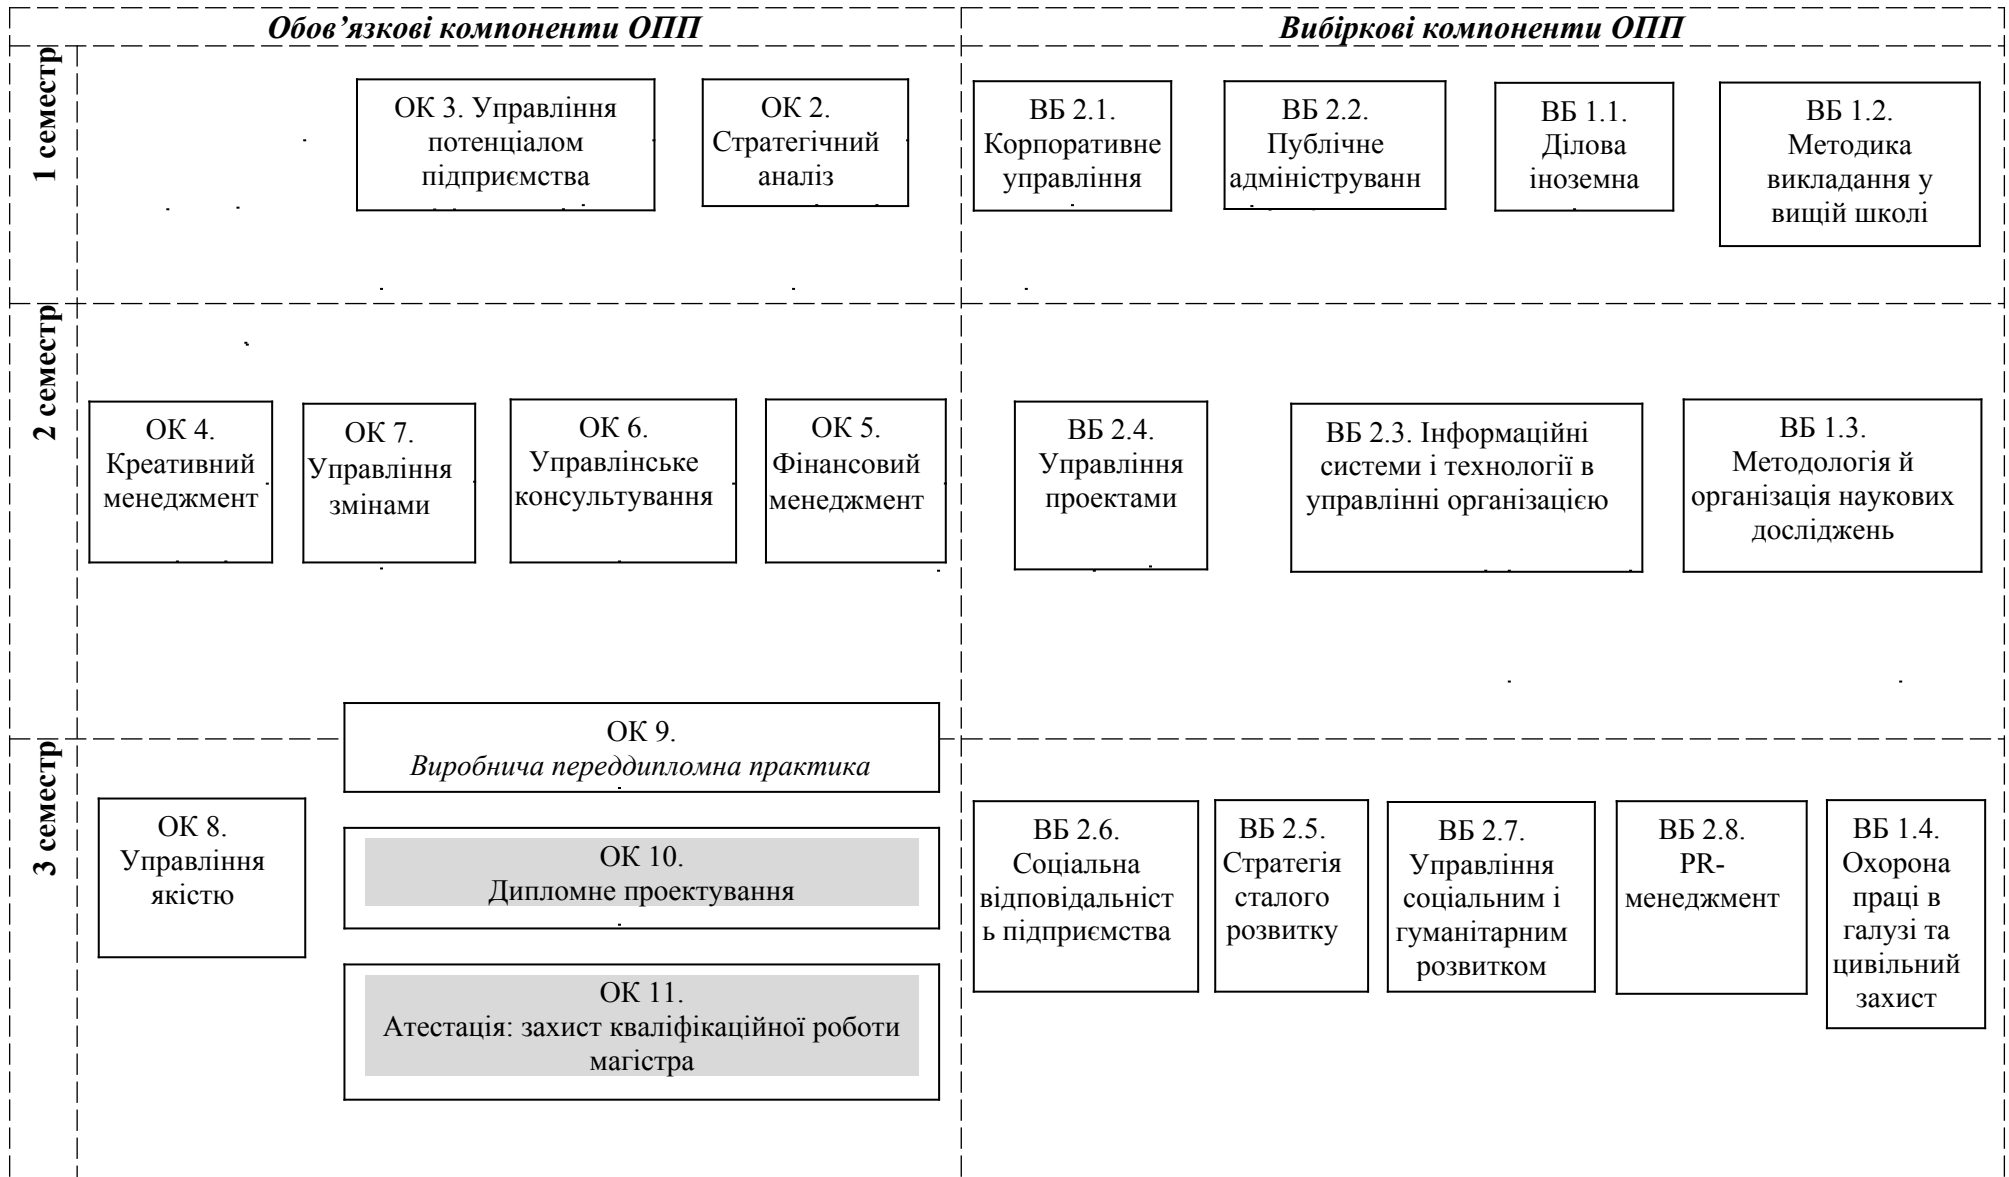 Обов’язкові компоненти ОПП
Вибіркові компоненти ОПП
1 семестр
ОК 3. Управління
потенціалом
підприємства
ОК 2.
Стратегічний
аналіз
ВБ 2.1.
Корпоративне
управління
ВБ 2.2.
Публічне
адмініструванн
ВБ 1.1.
Ділова
іноземна
ВБ 1.2.
Методика
викладання у
вищій школі
2 семестр
ОК 4.
Креативний
менеджмент
ОК 7.
Управління
змінами
ОК 6.
Управлінське
консультування
ОК 5.
Фінансовий
менеджмент
ВБ 2.4.
Управління
проектами
ВБ 2.3. Інформаційні
системи і технології в
управлінні організацією
ВБ 1.3.
Методологія й
організація наукових
досліджень
ОК 9.
Виробнича переддипломна практика
3 семестр
ОК 8.
Управління
якістю
ОК 10.
Дипломне проектування
ОК 11.
Атестація: захист кваліфікаційної роботи
магістра
ВБ 2.6.
Соціальна
відповідальніст
ь підприємства
ВБ 2.5.
Стратегія
сталого
розвитку
ВБ 2.7.
Управління
соціальним і
гуманітарним
розвитком
ВБ 2.8.
PR-
менеджмент
ВБ 1.4.
Охорона
праці в
галузі та
цивільний
захист